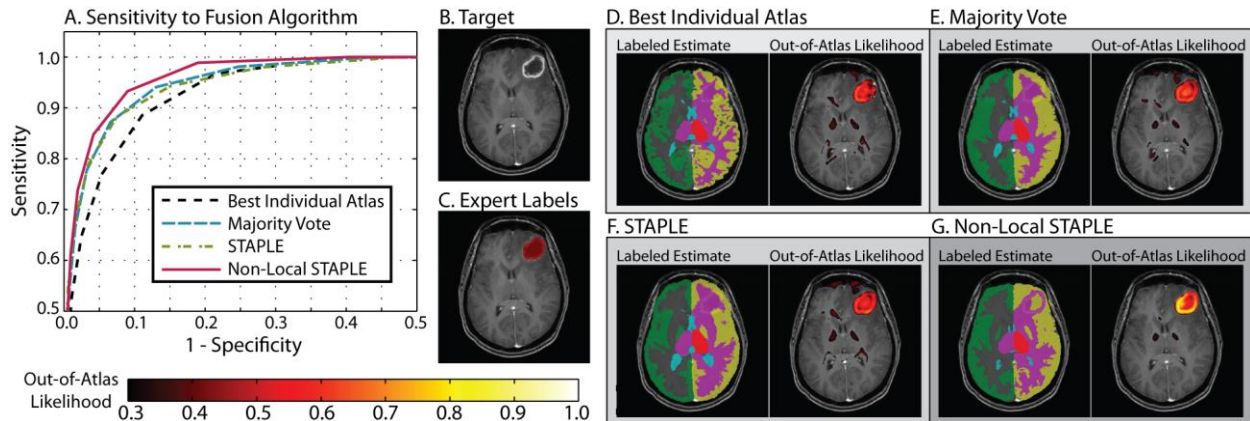 A. Sensitivity to Fusion Algorithm
1.0
0.9
0.8
0.7
0.6
0.5
Sensitivity
0.0 0.1 0.2 0.3 0.4 0.5
1 - Specificity
Best Individual Atlas
Majority Vote
STAPLE
Non-Local STAPLE
Out-of-Atlas
Likelihood
0.3 0.4 0.5 0.6 0.7 0.8 0.9 1.0
B. Target
C. Expert Labels
D. Best Individual Atlas
Labeled Estimate Out-of-Atlas Likelihood
E. Majority Vote
Labeled Estimate Out-of-Atlas Likelihood
F. STAPLE
Labeled Estimate Out-of-Atlas Likelihood
G. Non-Local STAPLE
Labeled Estimate Out-of-Atlas Likelihood